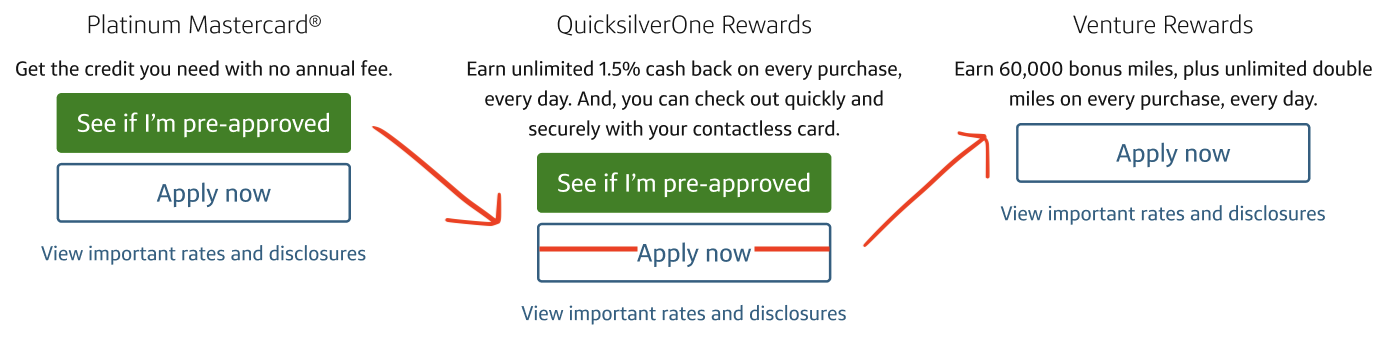 Platinum Mastercard®
Get the credit you need with no annual fee.
See if I’m pre-approved
Apply now
View important rates and disclosures
QuicksilverOne Rewards
Earn unlimited 1.5% cash back on every purchase,
every day. And, you can check out quickly and
securely with your contactless card.
See if I’m pre-approved
Apply now
View important rates and disclosures
Venture Rewards
Earn 60,000 bonus miles, plus unlimited double
miles on every purchase, every day.
Apply now
View important rates and disclosures